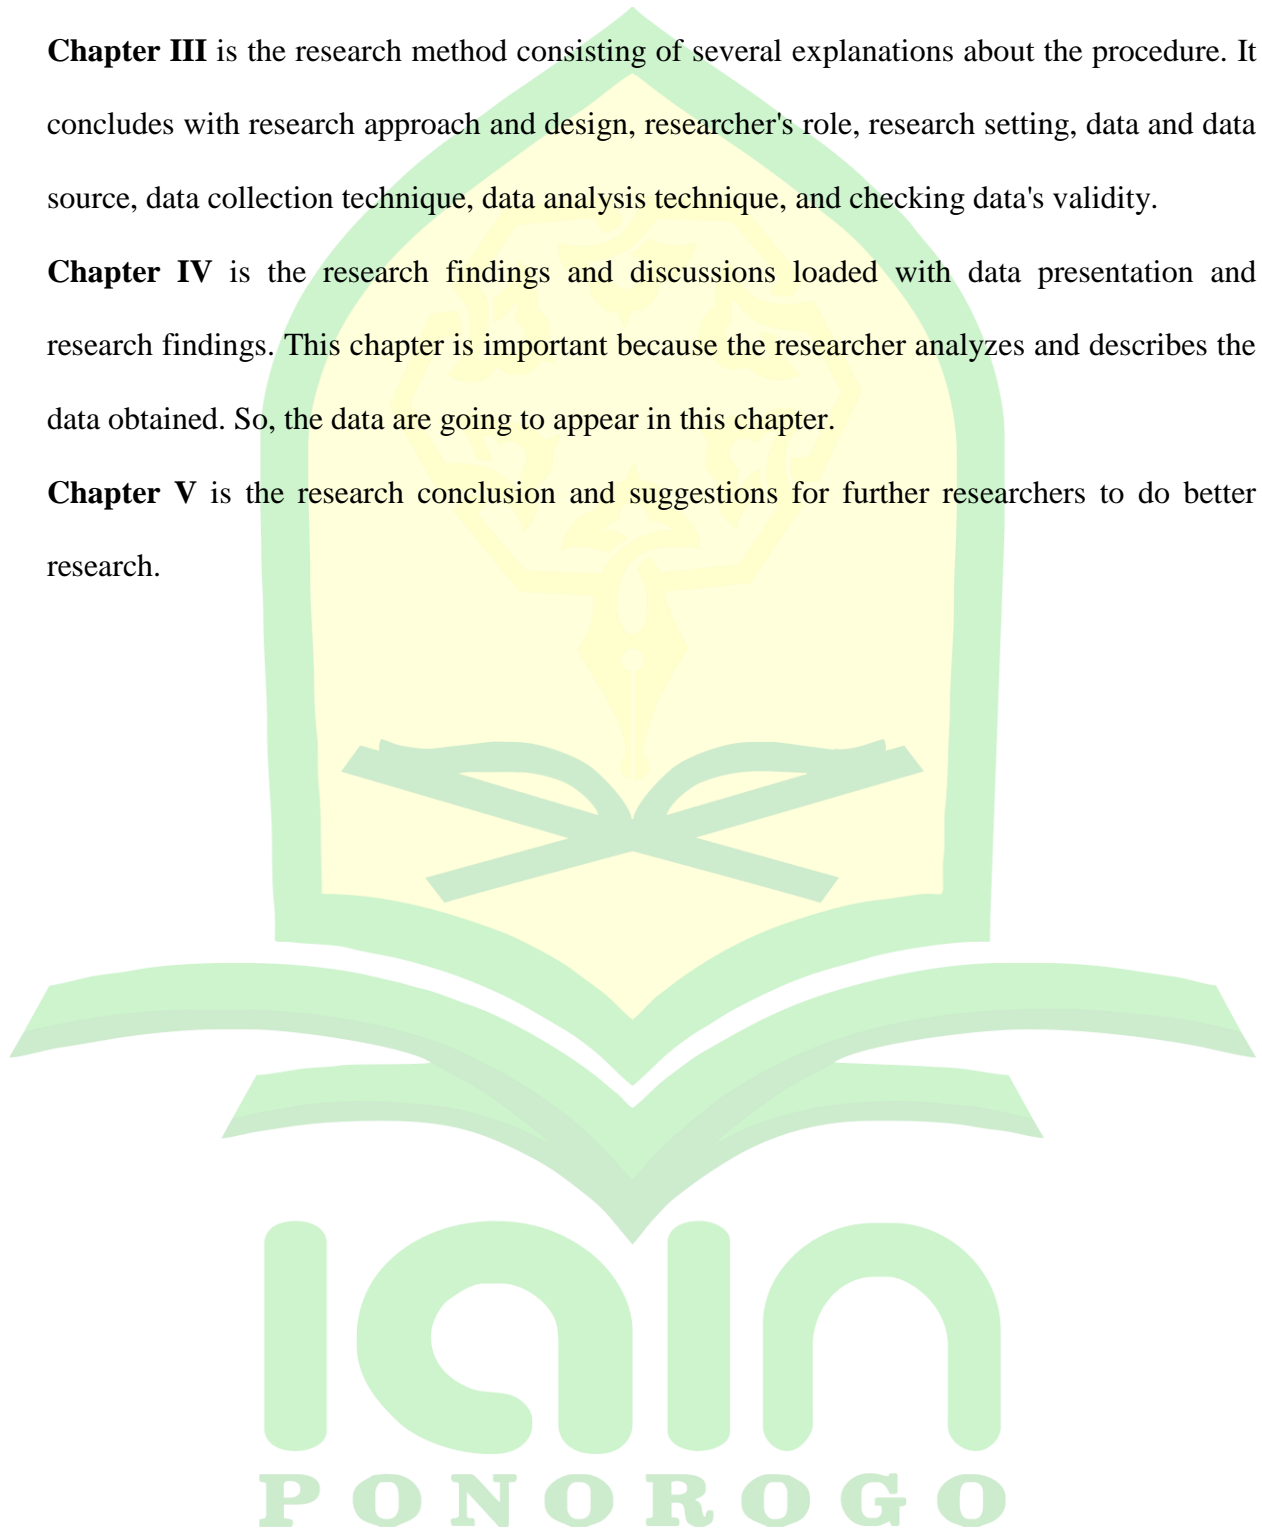 Chapter III is the research method consisting of several explanations about the procedure. It
concludes with research approach and design, researcher's role, research setting, data and data
source, data collection technique, data analysis technique, and checking data's validity.
Chapter IV is the research findings and discussions loaded with data presentation and
research findings. This chapter is important because the researcher analyzes and describes the
data obtained. So, the data are going to appear in this chapter.
Chapter V is the research conclusion and suggestions for further researchers to do better
research.
IAIN
PONOROGO